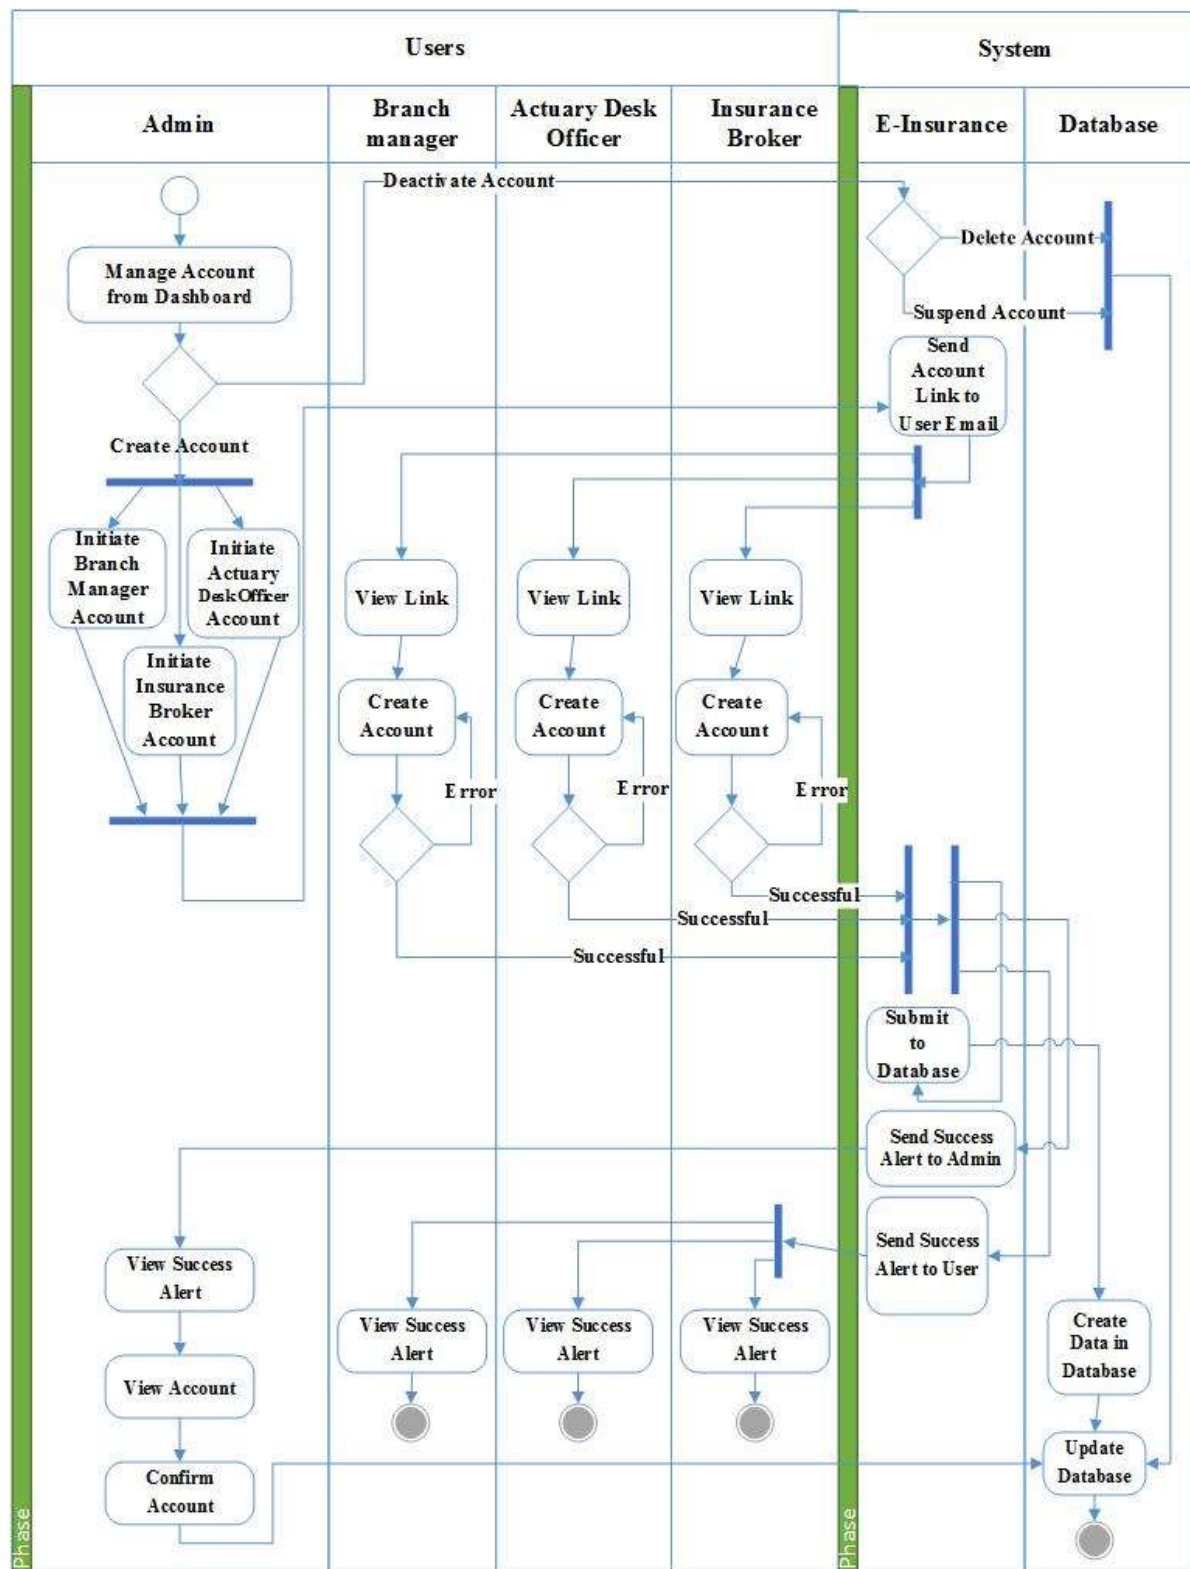 Users
System
Admin
Branch
manager
Actuary Desk
Officer
Insurance
Broker
E-Insurance
Database
Deactivate Account
Delete Account
Suspend Account
Manage Account
from Dashboard
Create Account
Send
Account
Link to
User Email
Initiate
Branch
Manager
Account
Initiate
Actuary
Desk Officer
Account
Initiate
Insurance
Broker
Account
View Link
View Link
View Link
Create
Account
Create
Account
Create
Account
Error
Error
Error
Successful
Successful
Successful
Submit
to
Database
Send Success
Alert to Admin
Send Success
Alert to User
View Success
Alert
View Success
Alert
View Success
Alert
View Success
Alert
Create
Data in
Database
View Account
Confirm
Account
Update
Database
Phase
Phase